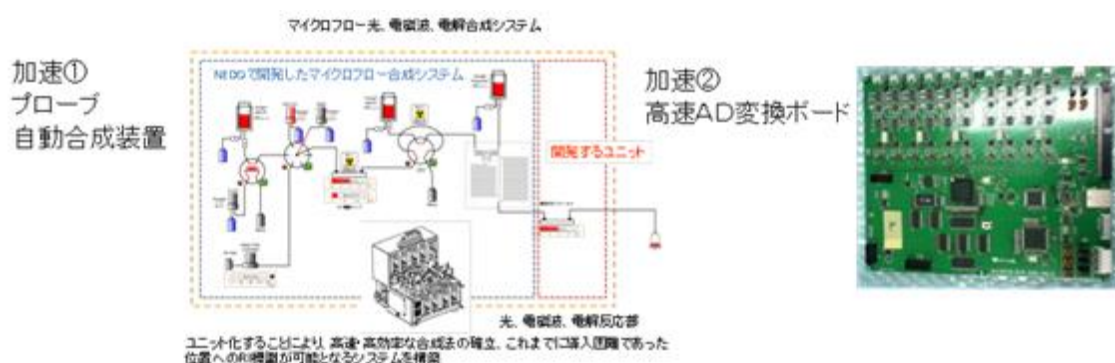 マイクロフロー光、電磁波、電解合成システム
加速①
プローブ
自動合成装置
NEDOで開発したマイクロフロー合成システム
開発するユニット
加速②
高速AD変換ボード
光、電磁波、電解反応部
ユニット化することにより、高速・高効率な合成法の確立、これまでに導入困難であった
位置へのRI標識が可能となるシステムを構築